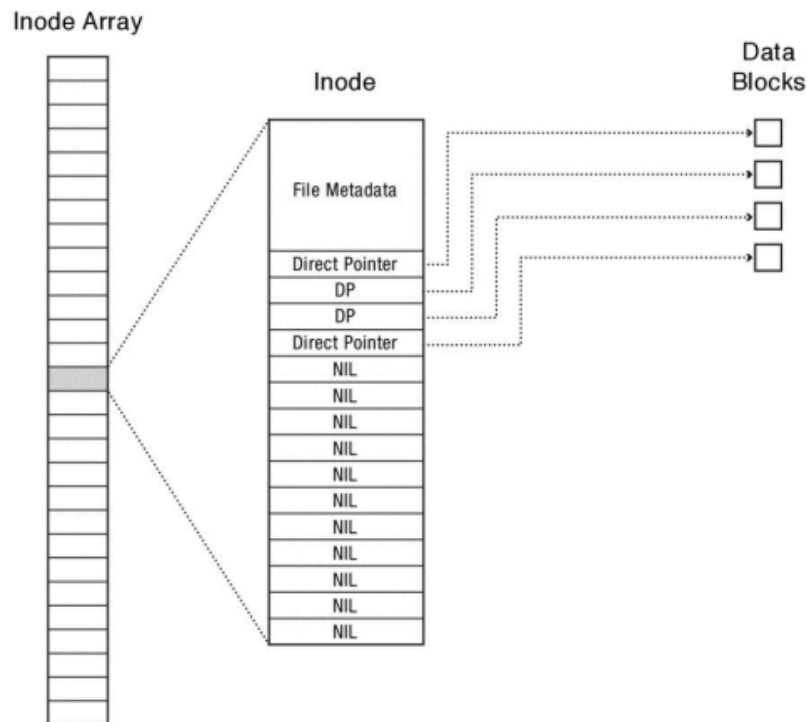 Inode Array
Inode
Data
Blocks
File Metadata
Direct Pointer
DP
DP
Direct Pointer
NIL
NIL
NIL
NIL
NIL
NIL
NIL
NIL
NIL
NIL
NIL